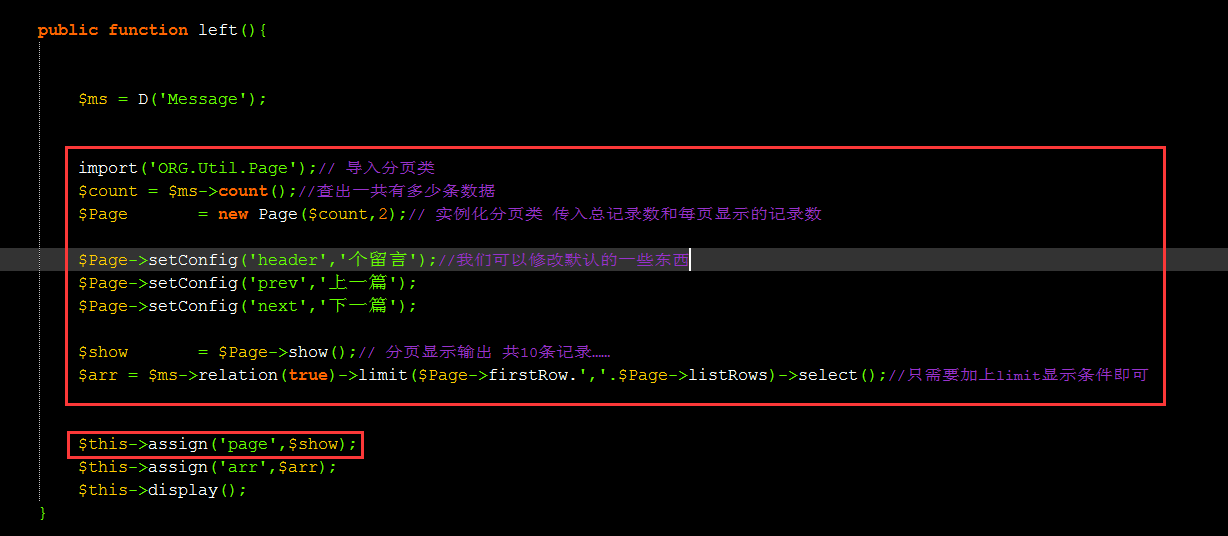 public function left(){
$ms = D('Message');
import('ORG.Util.Page');// 导入分页类
$count = $ms->count();//查出一共有多少条数据
$Page       = new Page($count,2);// 实例化分页类 传入总记录数和每页显示的记录数
$Page->setConfig('header','个留言');//我们可以修改默认的一些东西
$Page->setConfig('prev','上一篇');
$Page->setConfig('next','下一篇');
$show       = $Page->show();// 分页显示输出 共10条记录……
$arr = $ms->relation(true)->limit($Page->firstRow.','.$Page->listRows)->select();//只需要加上limit显示条件即可
$this->assign('page',$show);
$this->assign('arr',$arr);
$this->display();
}